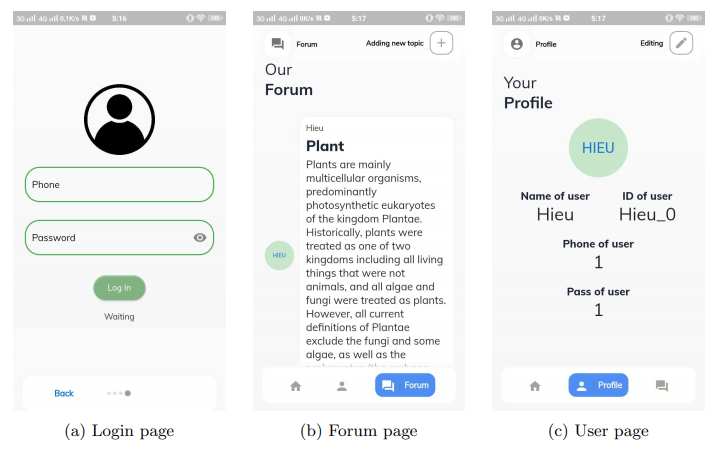 3G 4G 0,1K/s 5:16
Phone
Password
Log In
Waiting
Back
(a) Login page
3G 4G 0K/s 5:17
Forum
Adding new topic
Our
Forum
Hieu
Plant
Plants are mainly
multicellular organisms,
predominantly
photosynthetic eukaryotes
of the kingdom Plantae.
Historically, plants were
treated as one of two
kingdoms including all living
things that were not
animals, and all algae and
fungi were treated as plants.
However, all current
definitions of Plantae
exclude the fungi and some
algae, as well as the
HIEU
Forum
(b) Forum page
3G 4G 0K/s 5:17
Profile
Editing
Your
Profile
HIEU
Name of user
ID of user
Hieu
Hieu_0
Phone of user
1
Pass of user
1
Profile
(c) User page